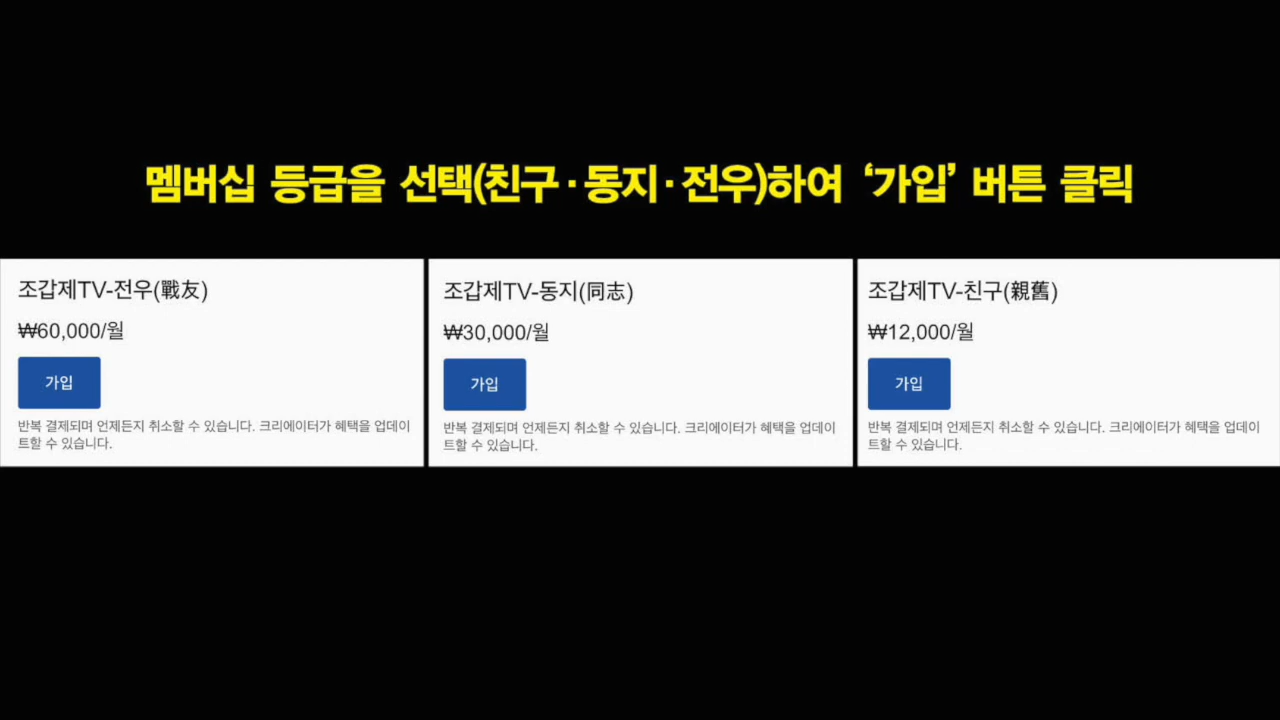 멤버십 등급을 선택(친구·동지·전우)하여 ‘가입’ 버튼 클릭
조갑제TV-전우(戰友)
₩60,000/월
가입
반복 결제되며 언제든지 취소할 수 있습니다. 크리에이터가 혜택을 업데이
트할 수 있습니다.
조갑제TV-동지(同志)
₩30,000/월
가입
반복 결제되며 언제든지 취소할 수 있습니다. 크리에이터가 혜택을 업데이
트할 수 있습니다.
조갑제TV-친구(親舊)
₩12,000/월
가입
반복 결제되며 언제든지 취소할 수 있습니다. 크리에이터가 혜택을 업데이
트할 수 있습니다.